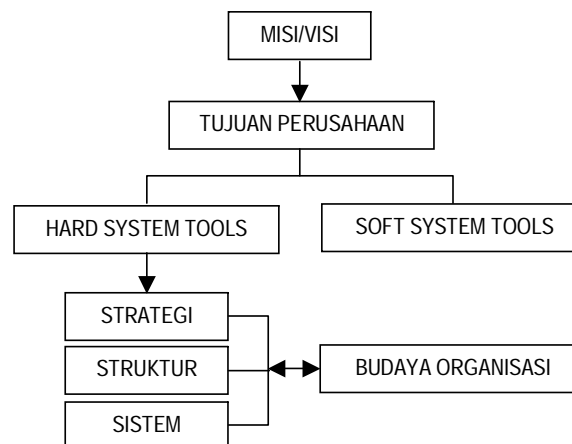 MISI/VISI
TUJUAN PERUSAHAAN
HARD SYSTEM TOOLS
SOFT SYSTEM TOOLS
STRATEGI
STRUKTUR
BUDAYA ORGANISASI
SISTEM